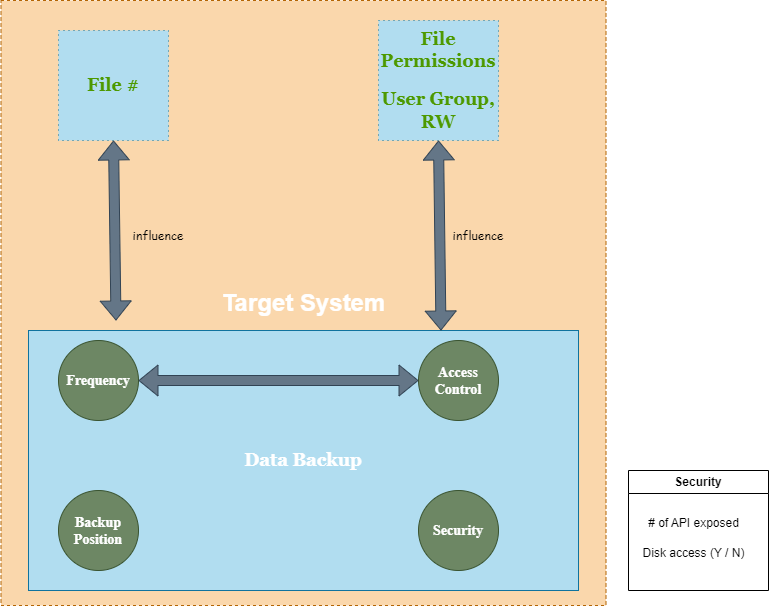 File #
File
Permissions
User Group,
RW
influence
influence
Target System
Frequency
Access
Control
Data Backup
Backup
Position
Security
Security
# of API exposed
Disk access (Y / N)